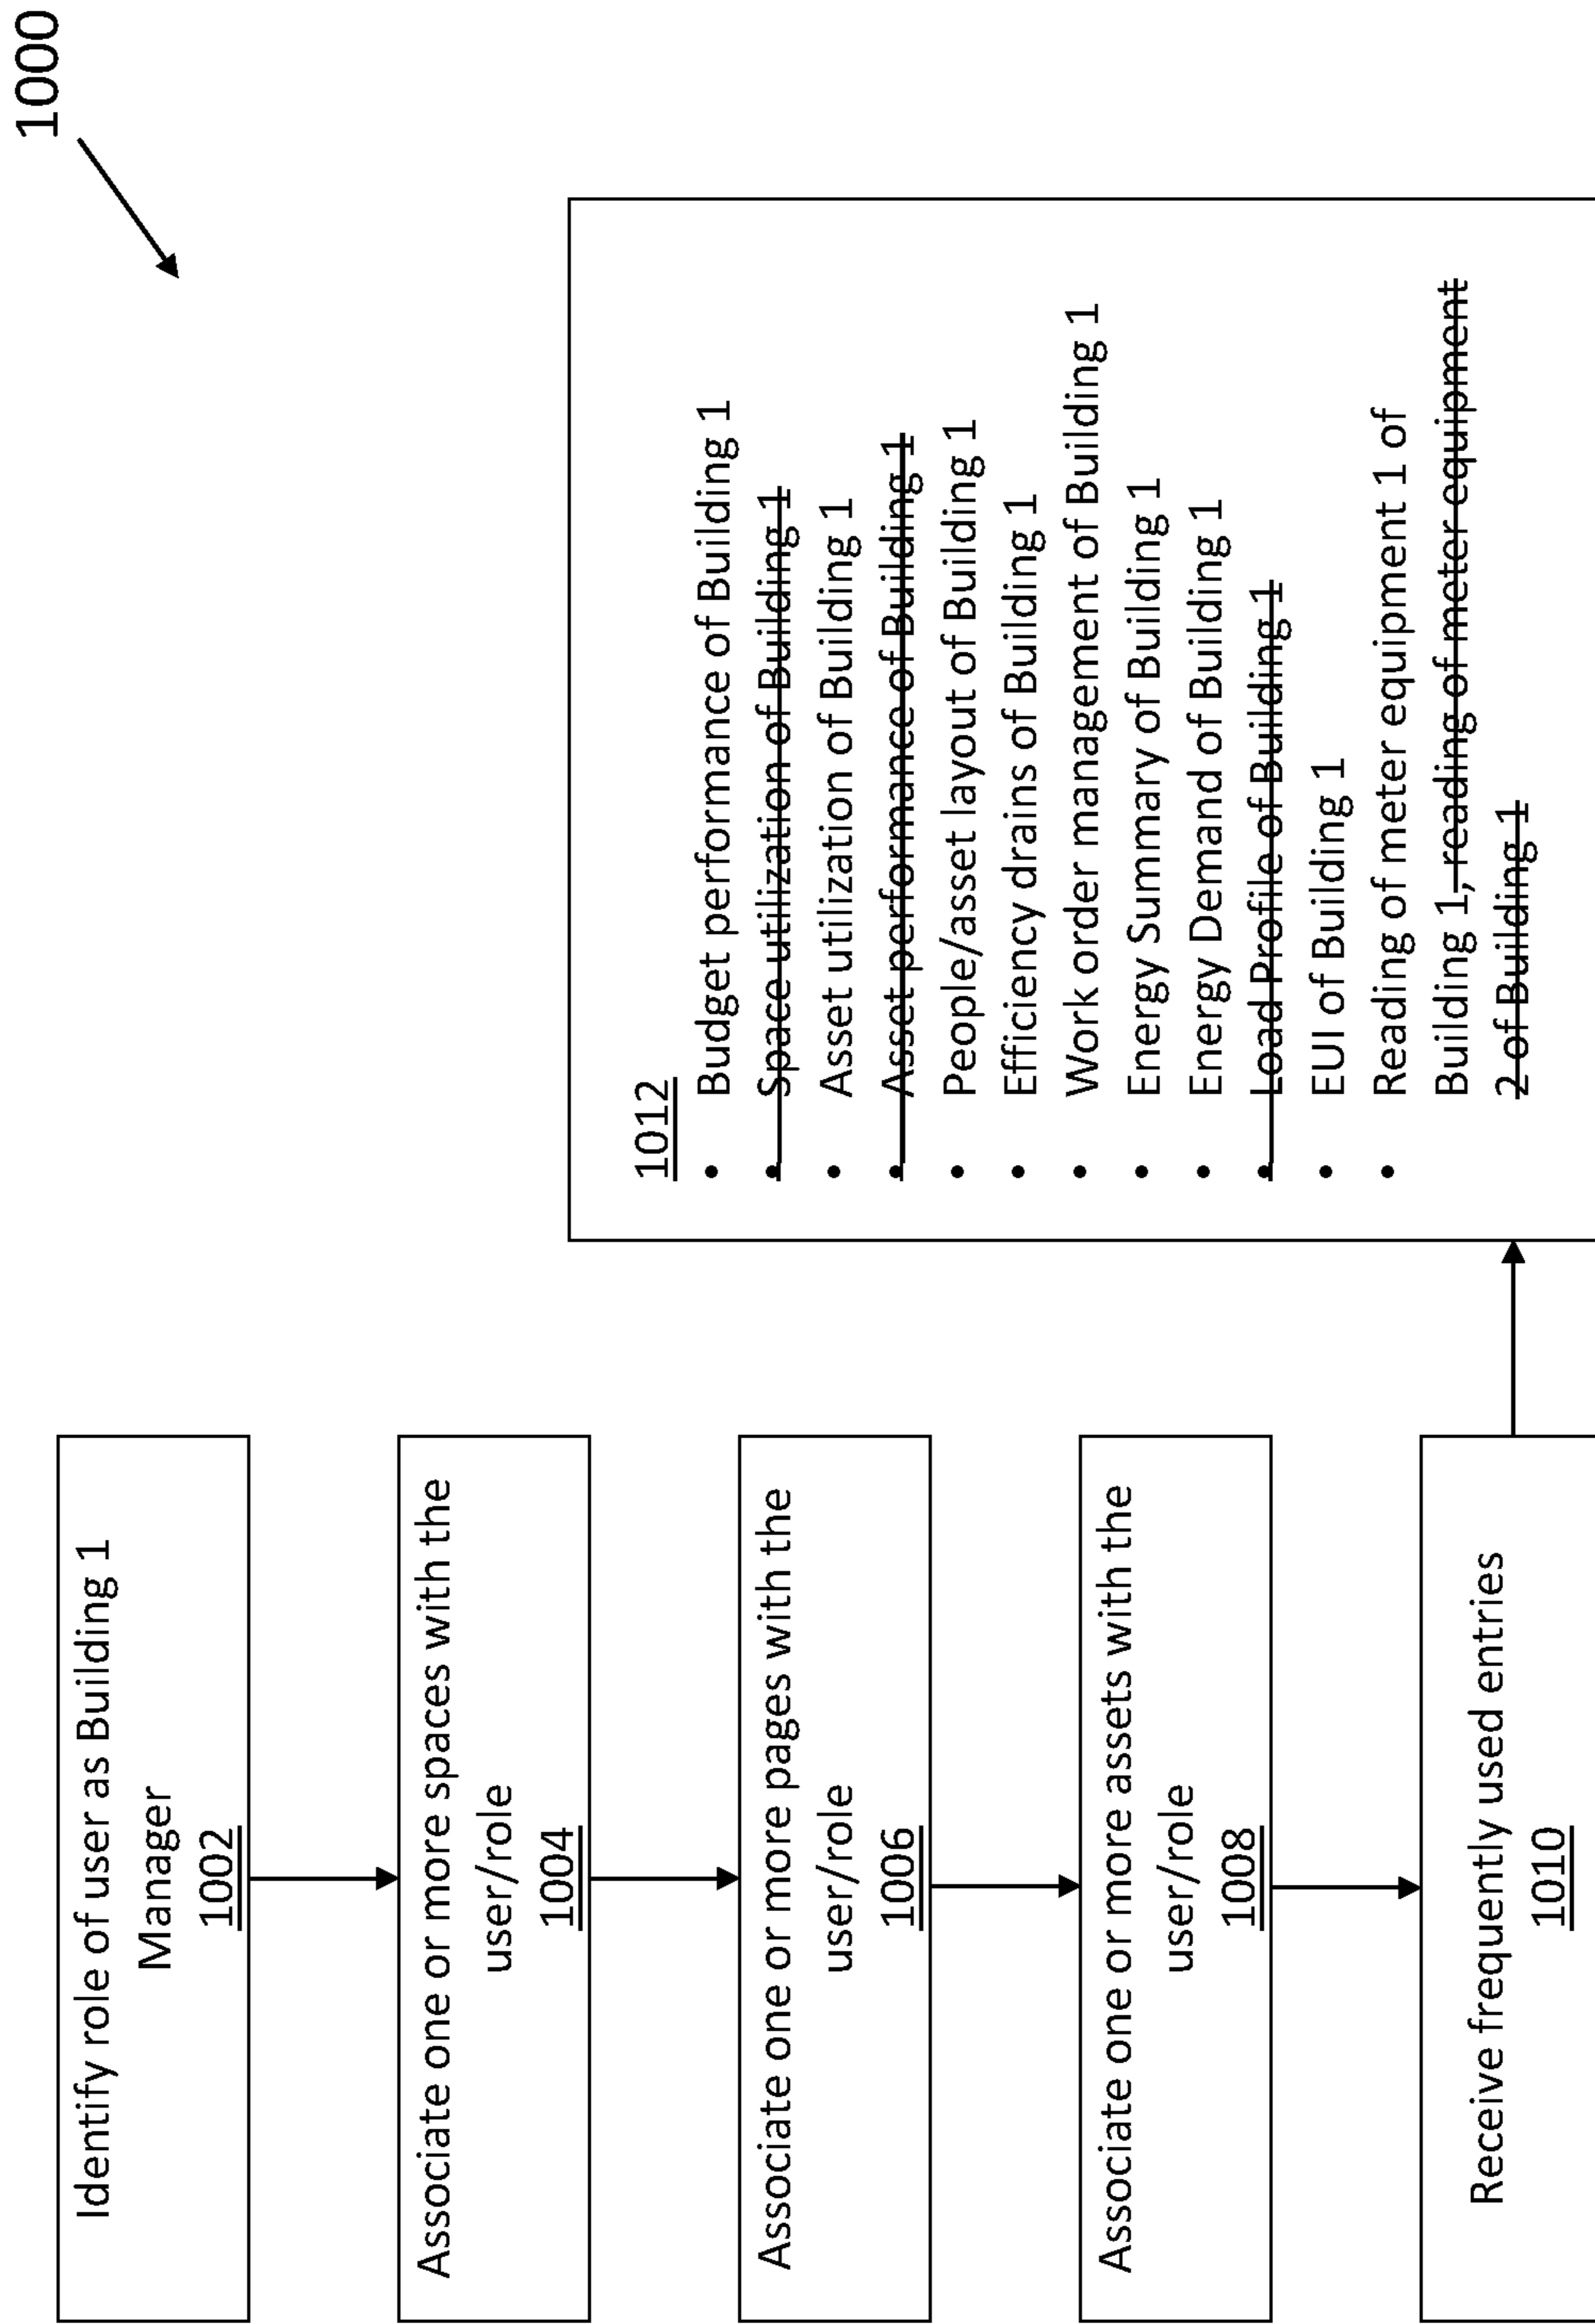 1000
Identify role of user as Building 1
Manager
1002
Associate one or more spaces with the
user/role
1004
Associate one or more pages with the
user/role
1006
Associate one or more assets with the
user/role
1008
Receive frequently used entries
1010
1012
• Budget performance of Building 1
• Space utilization of Building 1
• Asset utilization of Building 1
• Asset performance of Building 1
• People/asset layout of Building 1
• Efficiency drains of Building 1
• Work order management of Building 1
• Energy Summary of Building 1
• Energy Demand of Building 1
• Load Profile of Building 1
• EUI of Building 1
• Reading of meter equipment 1 of
Building 1, reading of meter equipment
2 of Building 1